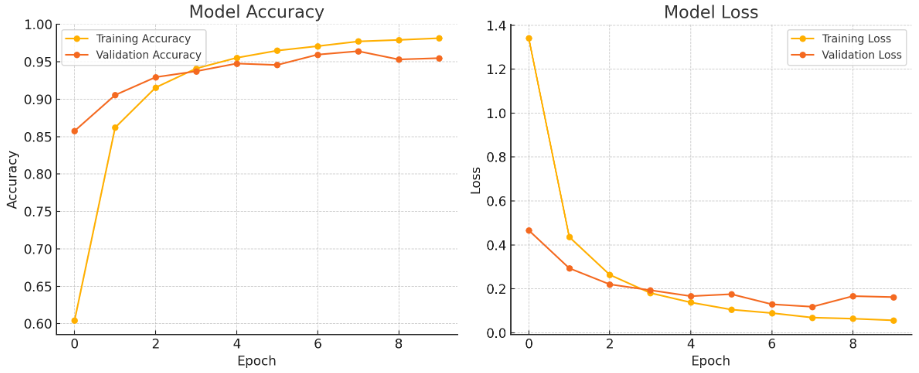 Model Accuracy
1.00
0.95
0.90
0.85
0.80
0.75
0.70
0.65
0.60
Accuracy
Training Accuracy
Validation Accuracy
0 2 4 6 8
Epoch
Model Loss
1.4
1.2
1.0
0.8
0.6
0.4
0.2
0.0
Loss
Training Loss
Validation Loss
0 2 4 6 8
Epoch